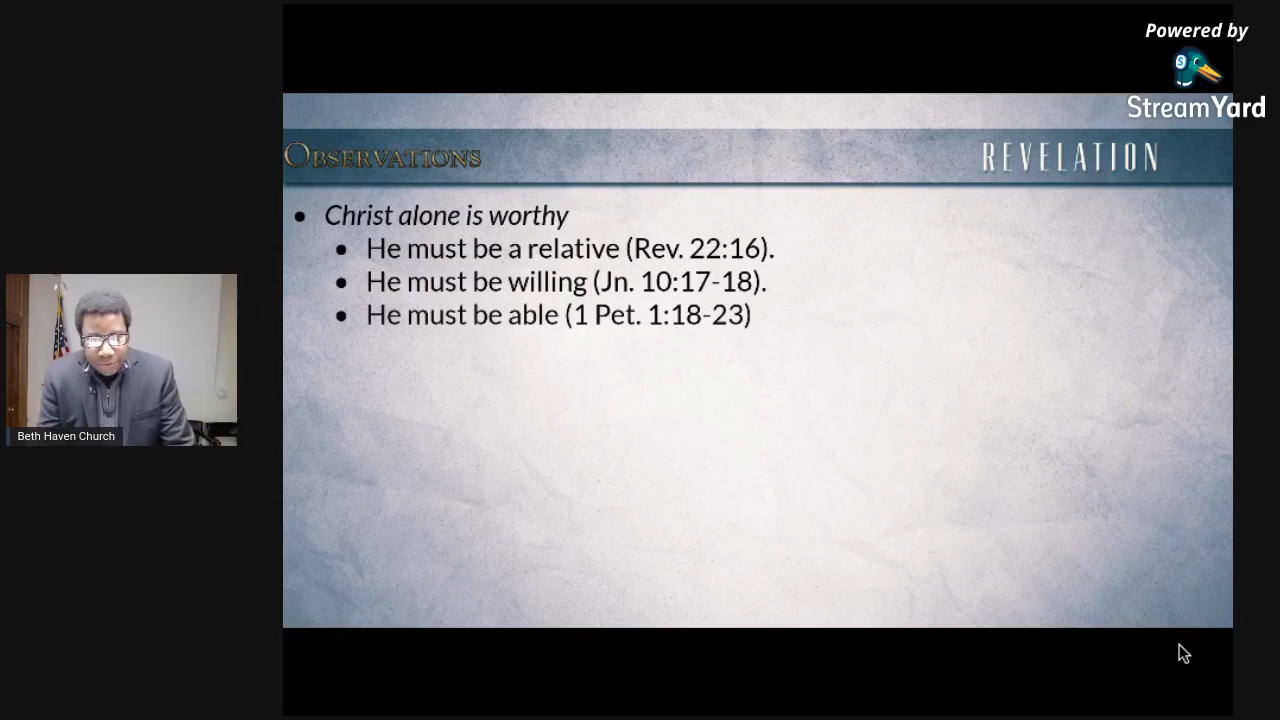 Powered by
StreamYard
Observations
REVELATION
• Christ alone is worthy
• He must be a relative (Rev. 22:16).
• He must be willing (Jn. 10:17-18).
• He must be able (1 Pet. 1:18-23)
Beth Haven Church